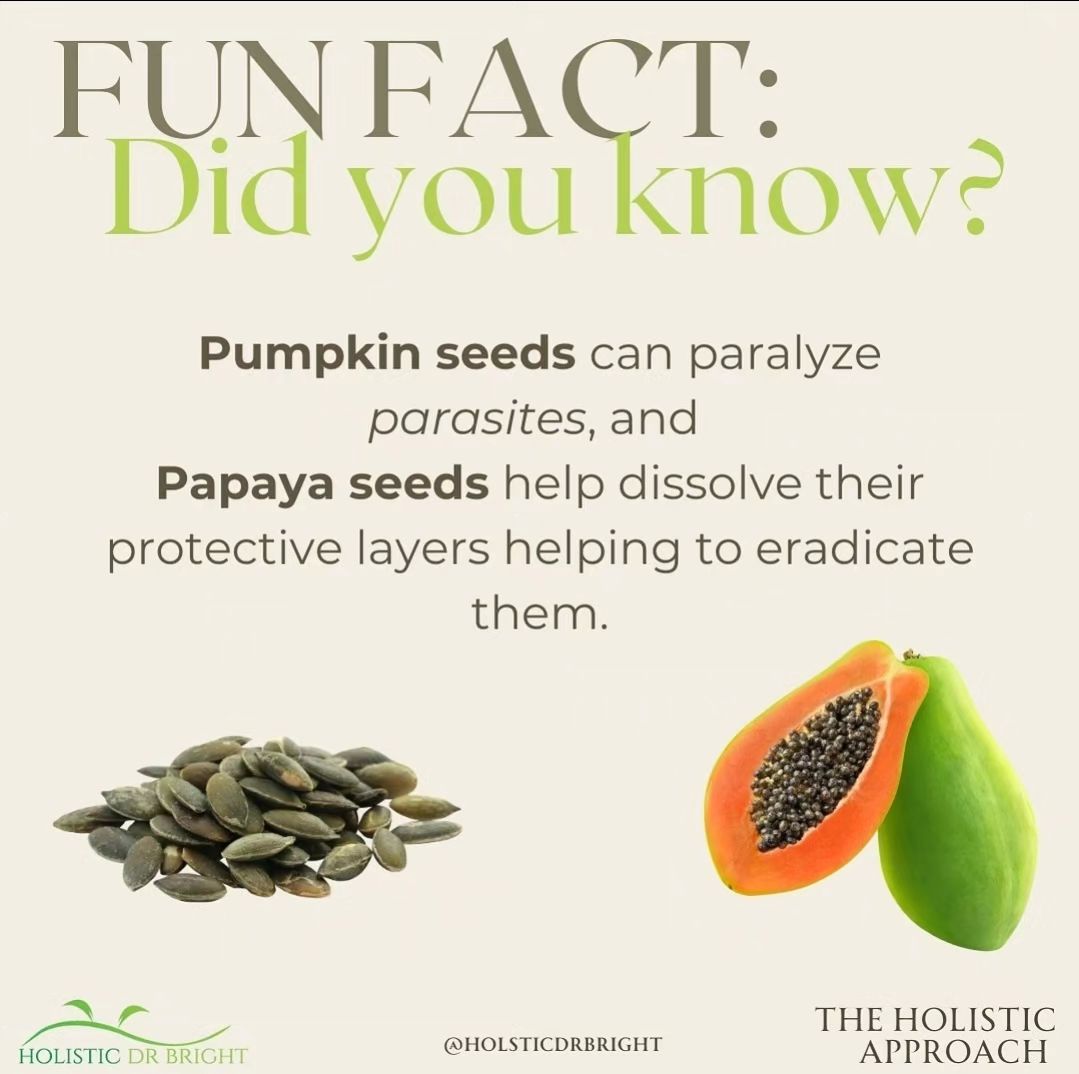 FUN FACT:
Did you know?
Pumpkin seeds can paralyze
parasites, and
Papaya seeds help dissolve their
protective layers helping to eradicate
them.
HOLISTIC DR BRIGHT
@HOLSTICDRBRIGHT
THE HOLISTIC
APPROACH